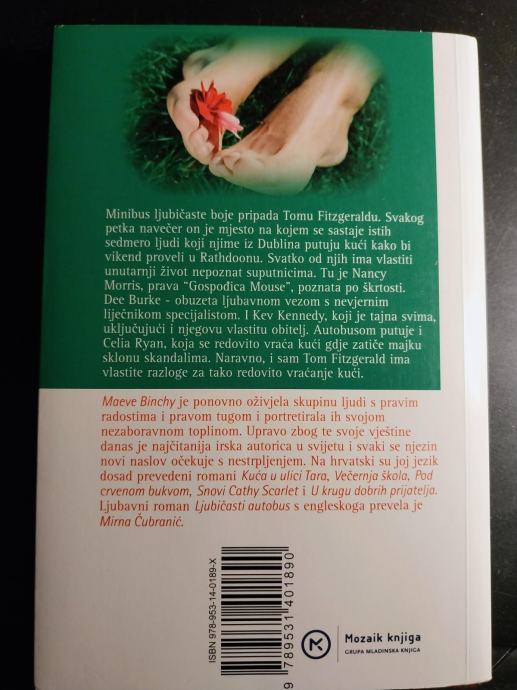 Minibus ljubičaste boje pripada Tomu Fitzgeraldu. Svakog
petka navečer on je mjesto na kojem se sastaje istih
sedmero ljudi koji njime iz Dublina putuju kući kako bi
vikend proveli u Rathdoonu. Svatko od njih ima vlastiti
unutarnji život nepoznat suputnicima. Tu je Nancy
Morris, prava "Gospođica Mouse", poznata po škrtosti.
Dee Burke - obuzeta ljubavnom vezom s nevjernim
liječnikom specijalistom. I Kev Kennedy, koji je tajna svima,
uključujući i njegovu vlastitu obitelj. Autobusom putuje i
Celia Ryan, koja se redovito vraća kući gdje zatiče majku
sklonu skandalima. Naravno, i sam Tom Fitzgerald ima
vlastite razloge za tako redovito vraćanje kući.
Maeve Binchy je ponovno oživjela skupinu ljudi s pravim
radostima i pravom tugom i portretirala ih svojom
nezaboravnom toplinom. Upravo zbog te svoje vještine
danas je najčitanija irska autorica u svijetu i svaki se njezin
novi naslov očekuje s nestrpljenjem. Na hrvatski su joj jezik
dosad prevedeni romani Kuća u ulici Tara, Večernja škola, Pod
crvenom bukvom, Snovi Cathy Scarlet i U krugu dobrih prijatelja.
Ljubavni roman Ljubičasti autobus s engleskoga prevela je
Mirna Čubranić.
ISBN 978-953-14-0189-X
9 789531 401890
Mozaik knjiga
GRUPA MLADINSKA KNJIGA